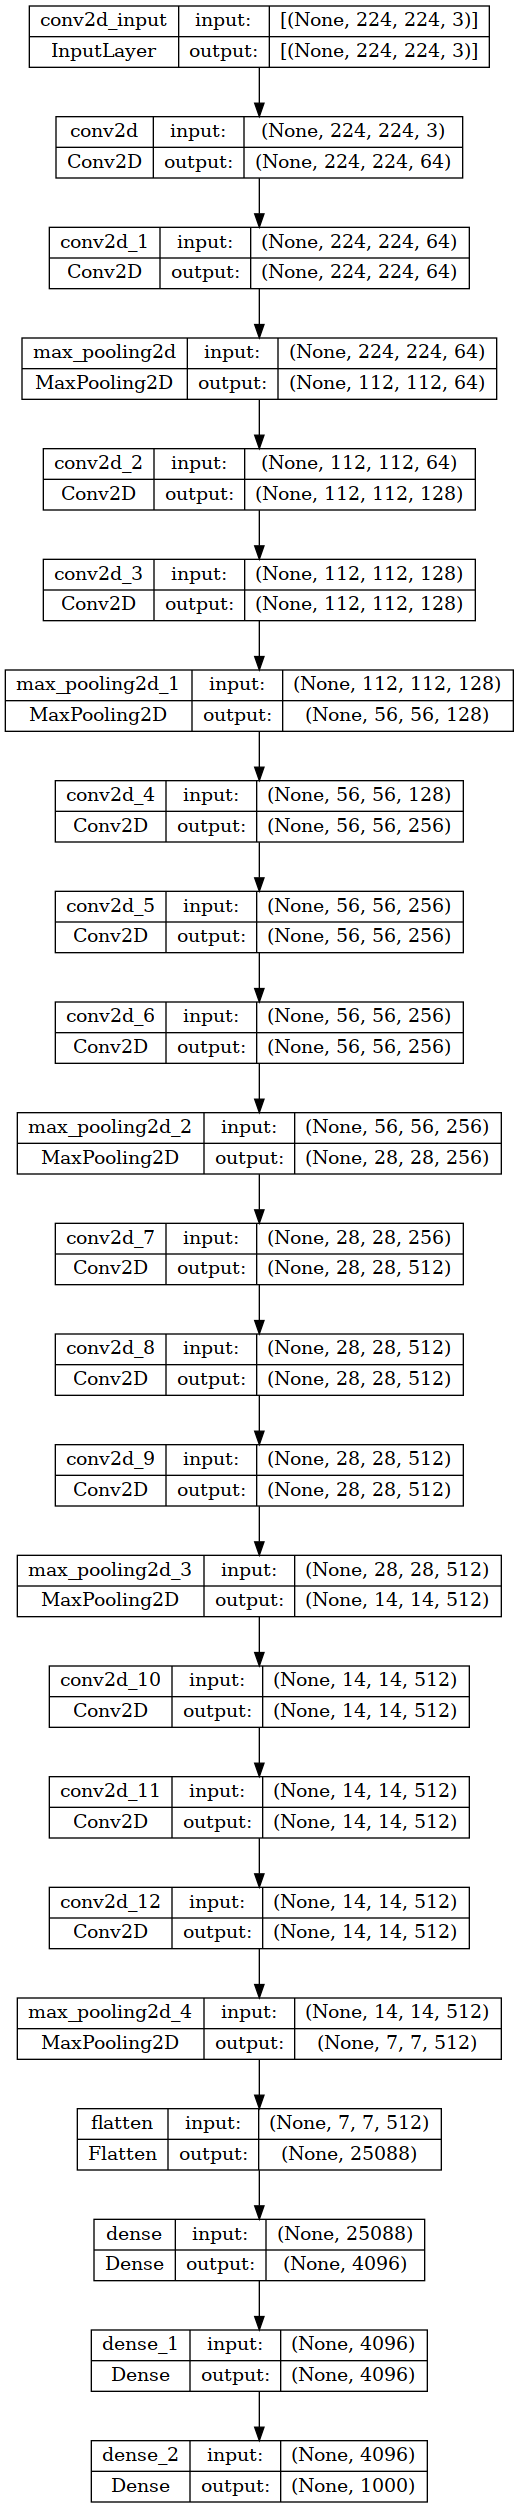 conv2d_input input: [(None, 224, 224, 3)]
InputLayer output: [(None, 224, 224, 3)]
conv2d input: (None, 224, 224, 3)
Conv2D output: (None, 224, 224, 64)
conv2d_1 input: (None, 224, 224, 64)
Conv2D output: (None, 224, 224, 64)
max_pooling2d input: (None, 224, 224, 64)
MaxPooling2D output: (None, 112, 112, 64)
conv2d_2 input: (None, 112, 112, 64)
Conv2D output: (None, 112, 112, 128)
conv2d_3 input: (None, 112, 112, 128)
Conv2D output: (None, 112, 112, 128)
max_pooling2d_1 input: (None, 112, 112, 128)
MaxPooling2D output: (None, 56, 56, 128)
conv2d_4 input: (None, 56, 56, 128)
Conv2D output: (None, 56, 56, 256)
conv2d_5 input: (None, 56, 56, 256)
Conv2D output: (None, 56, 56, 256)
conv2d_6 input: (None, 56, 56, 256)
Conv2D output: (None, 56, 56, 256)
max_pooling2d_2 input: (None, 56, 56, 256)
MaxPooling2D output: (None, 28, 28, 256)
conv2d_7 input: (None, 28, 28, 256)
Conv2D output: (None, 28, 28, 512)
conv2d_8 input: (None, 28, 28, 512)
Conv2D output: (None, 28, 28, 512)
conv2d_9 input: (None, 28, 28, 512)
Conv2D output: (None, 28, 28, 512)
max_pooling2d_3 input: (None, 28, 28, 512)
MaxPooling2D output: (None, 14, 14, 512)
conv2d_10 input: (None, 14, 14, 512)
Conv2D output: (None, 14, 14, 512)
conv2d_11 input: (None, 14, 14, 512)
Conv2D output: (None, 14, 14, 512)
conv2d_12 input: (None, 14, 14, 512)
Conv2D output: (None, 14, 14, 512)
max_pooling2d_4 input: (None, 14, 14, 512)
MaxPooling2D output: (None, 7, 7, 512)
flatten input: (None, 7, 7, 512)
Flatten output: (None, 25088)
dense input: (None, 25088)
Dense output: (None, 4096)
dense_1 input: (None, 4096)
Dense output: (None, 4096)
dense_2 input: (None, 4096)
Dense output: (None, 1000)